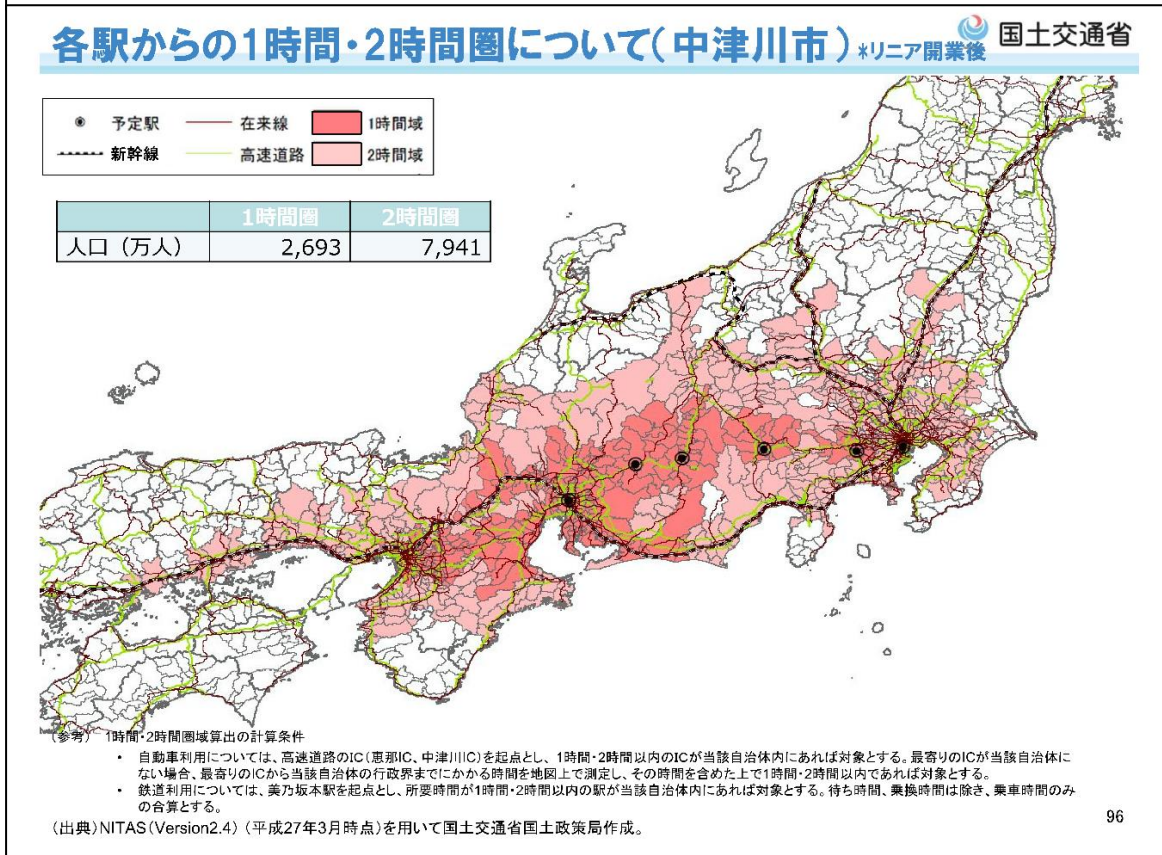 各駅からの1時間・2時間圏について(中津川市)*リニア開業後
国土交通省
予定駅 在来線 1時間域
新幹線 高速道路 2時間域
1時間圏 2時間圏
人口（万人） 2,693 7,941
(参考) 1時間・2時間圏域算出の計算条件
• 自動車利用については、高速道路のIC(恵那IC、中津川IC)を起点とし、1時間・2時間以内のICが当該自治体内にあれば対象とする。最寄りのICが当該自治体に
ない場合、最寄りのICから当該自治体の行政界までにかかる時間を地図上で測定し、その時間を含めた上で1時間・2時間以内であれば対象とする。
• 鉄道利用については、美乃坂本駅を起点とし、所要時間が1時間・2時間以内の駅が当該自治体内にあれば対象とする。待ち時間、乗換時間は除き、乗車時間のみ
の合算とする。
(出典)NITAS(Version2.4) (平成27年3月時点)を用いて国土交通省国土政策局作成。
96